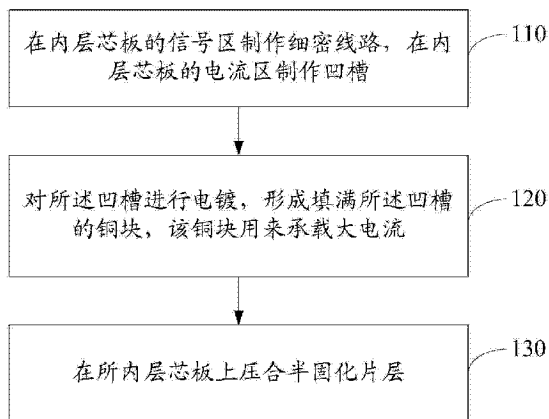 在内层芯板的信号区制作细密线路，在内
层芯板的电流区制作凹槽
110
对所述凹槽进行电镀，形成填满所述凹槽
的铜块，该铜块用来承载大电流
120
在所内层芯板上压合半固化片层
130